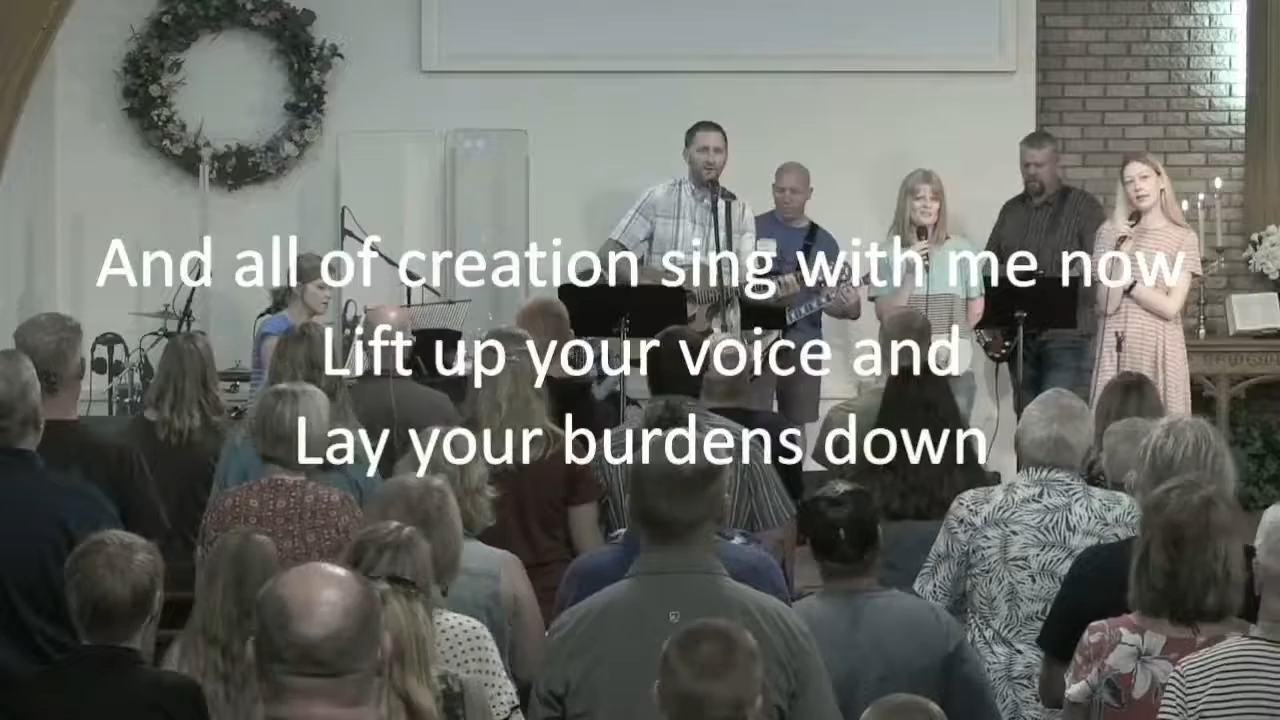 And all of creation sing with me now
Lift up your voice and
Lay your burdens down